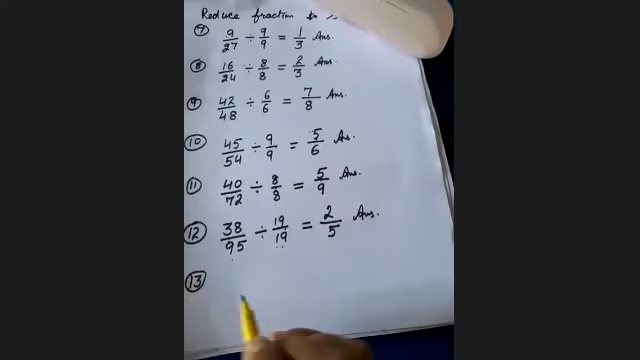 Reduce fraction to
7 9/27 ÷ 9/9 = 1/3 Ans.
8 16/24 ÷ 8/8 = 2/3 Ans.
9 42/48 ÷ 6/6 = 7/8 Ans.
10 45/54 ÷ 9/9 = 5/6 Ans.
11 40/72 ÷ 8/8 = 5/9 Ans.
12 38/95 ÷ 19/19 = 2/5 Ans.
13